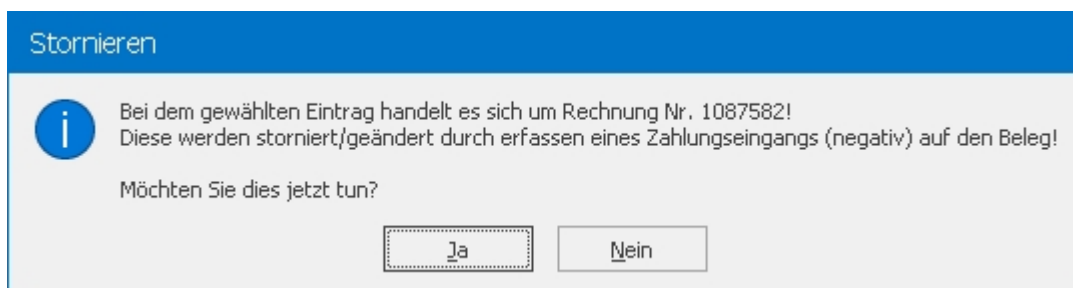 Stornieren
Bei dem gewählten Eintrag handelt es sich um Rechnung Nr. 1087582!
Diese werden storniert/geändert durch erfassen eines Zahlungseingangs (negativ) auf den Beleg!
Möchten Sie dies jetzt tun?
Ja
Nein